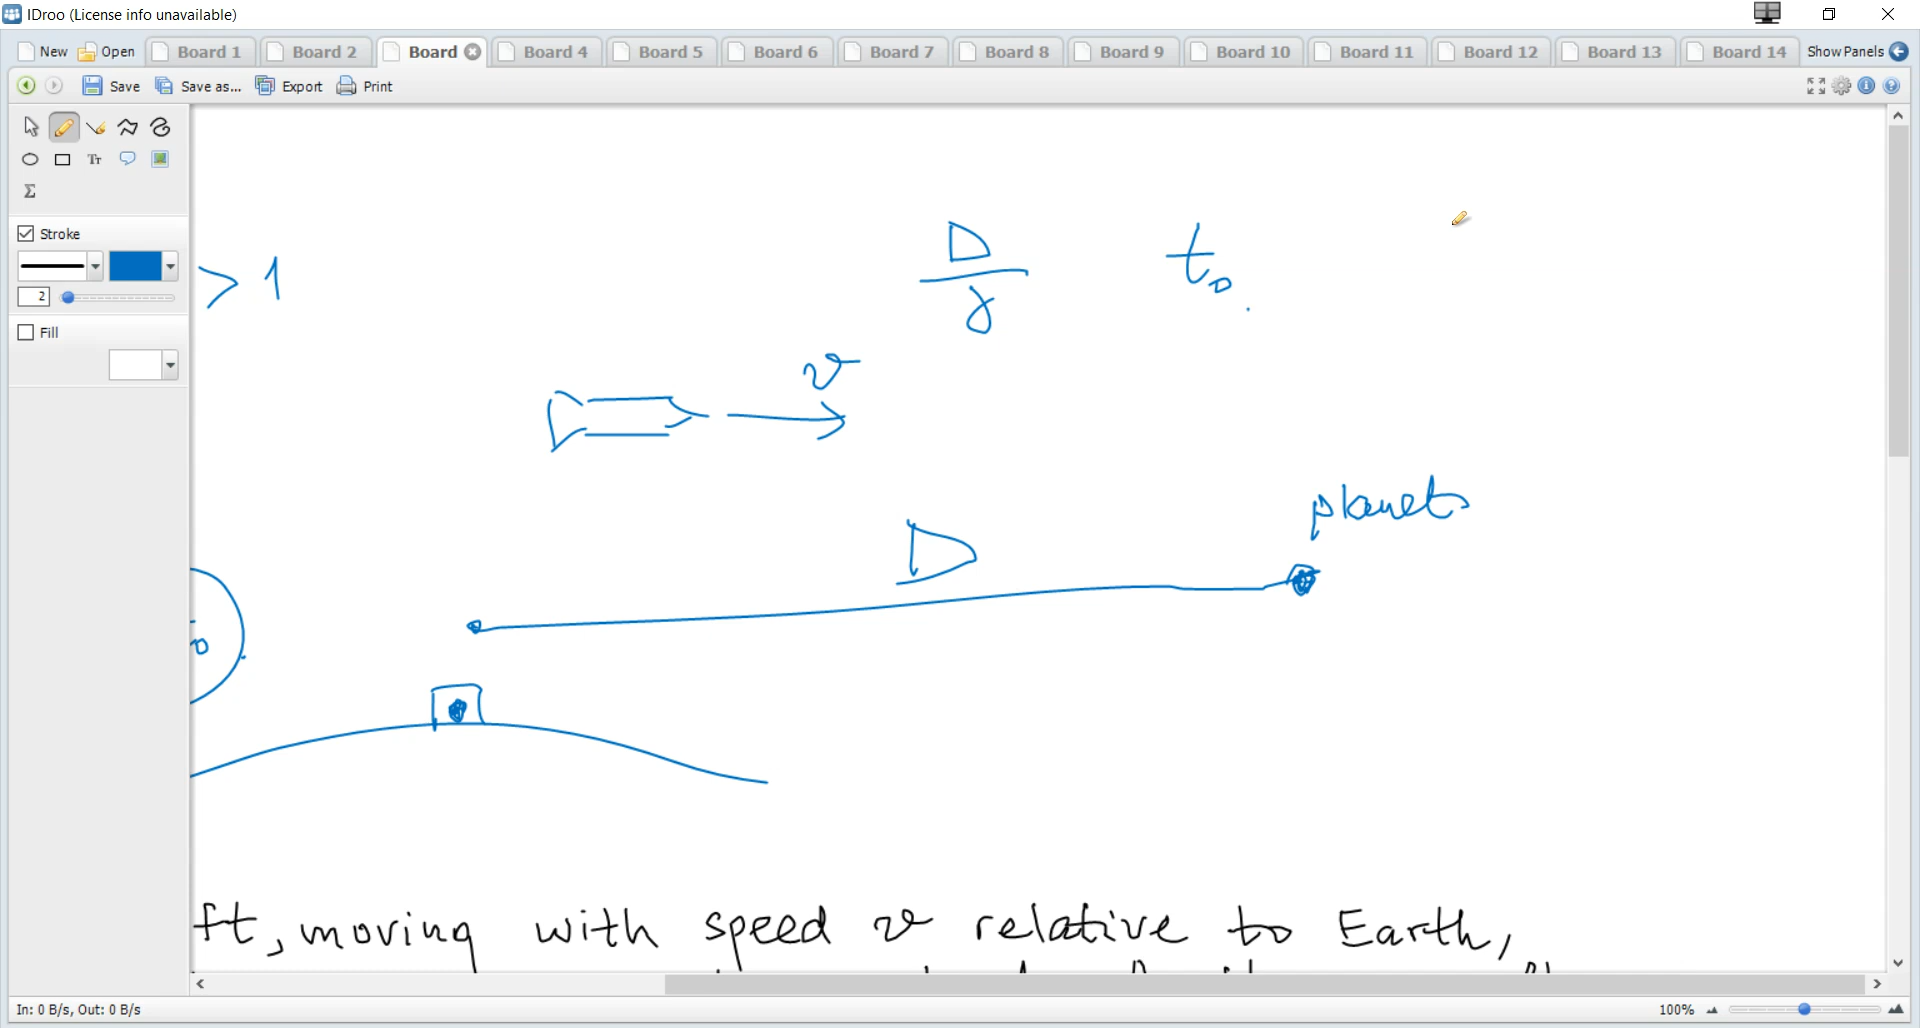 IDroo (License info unavailable)
New Open Board 1 Board 2 Board Board 4 Board 5 Board 6 Board 7 Board 8 Board 9 Board 10 Board 11 Board 12 Board 13 Board 14 Show Panels
Save Save as... Export Print
Tт
Σ
Stroke
2
Fill
> 1
D
γ
t₀
v
planet
D
0
ft, moving with speed v relative to Earth,
In: 0 B/s, Out: 0 B/s
100%